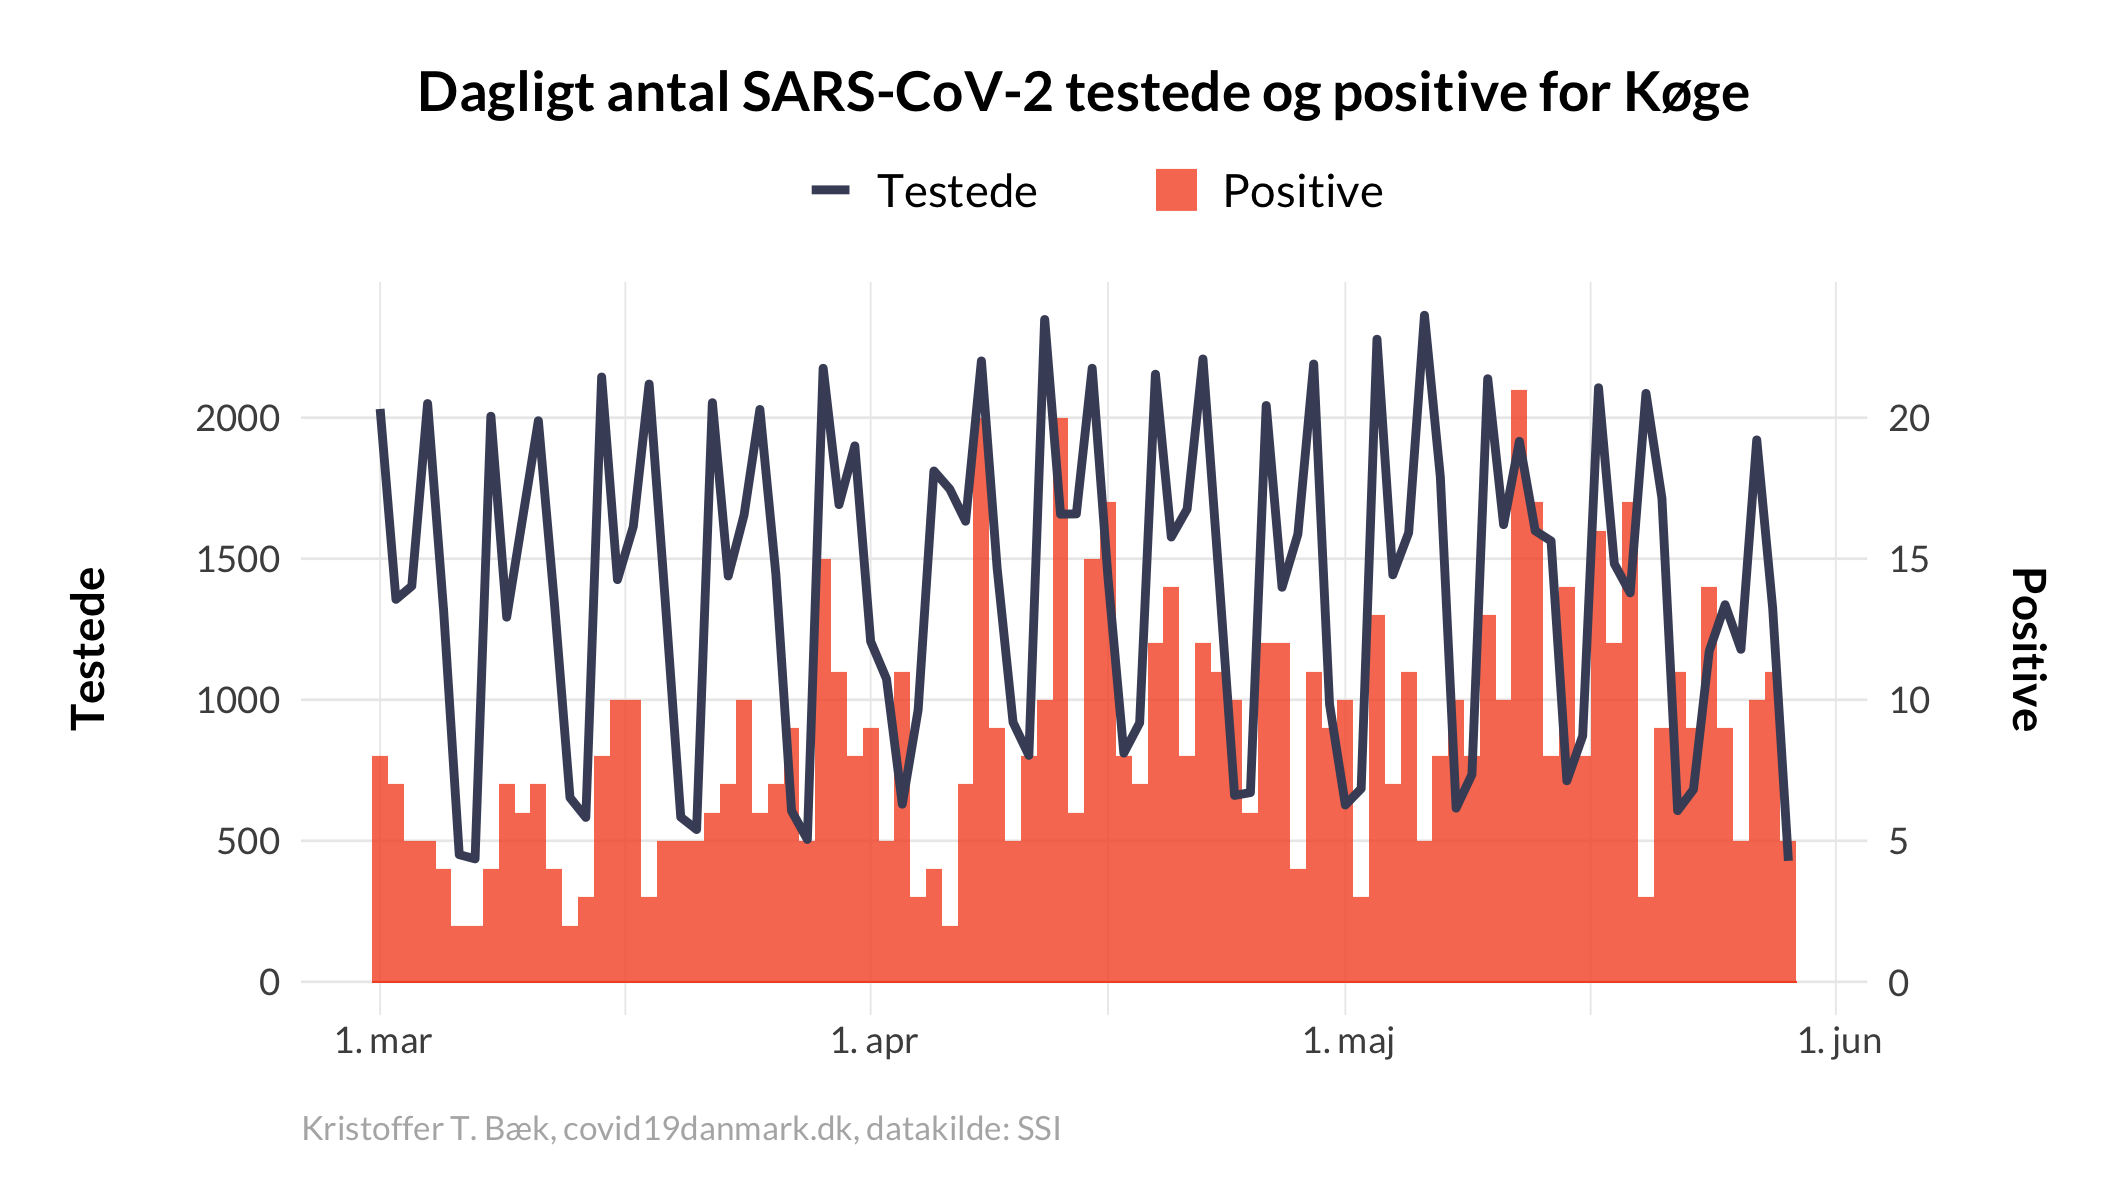 Dagligt antal SARS-CoV-2 testede og positive for Køge
Testede Positive
2000 20
1500 15
1000 10
500 5
0 0
Testede
Positive
1. mar 1. apr 1. maj 1. jun
Kristoffer T. Bæk, covid19danmark.dk, datakilde: SSI